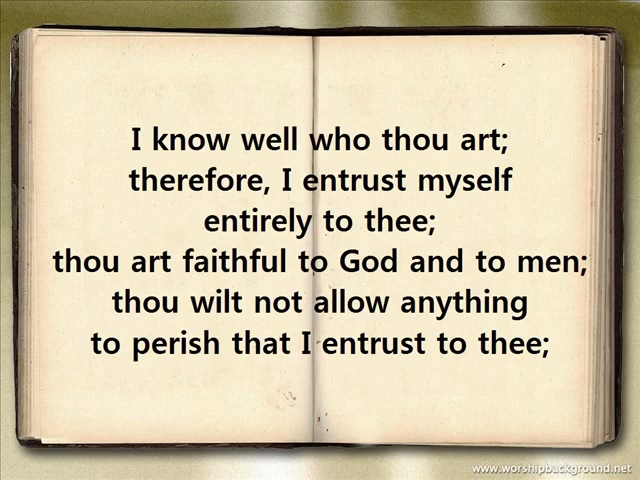 I know well who thou art;
therefore, I entrust myself
entirely to thee;
thou art faithful to God and to men;
thou wilt not allow anything
to perish that I entrust to thee;
www.worshipbackground.net